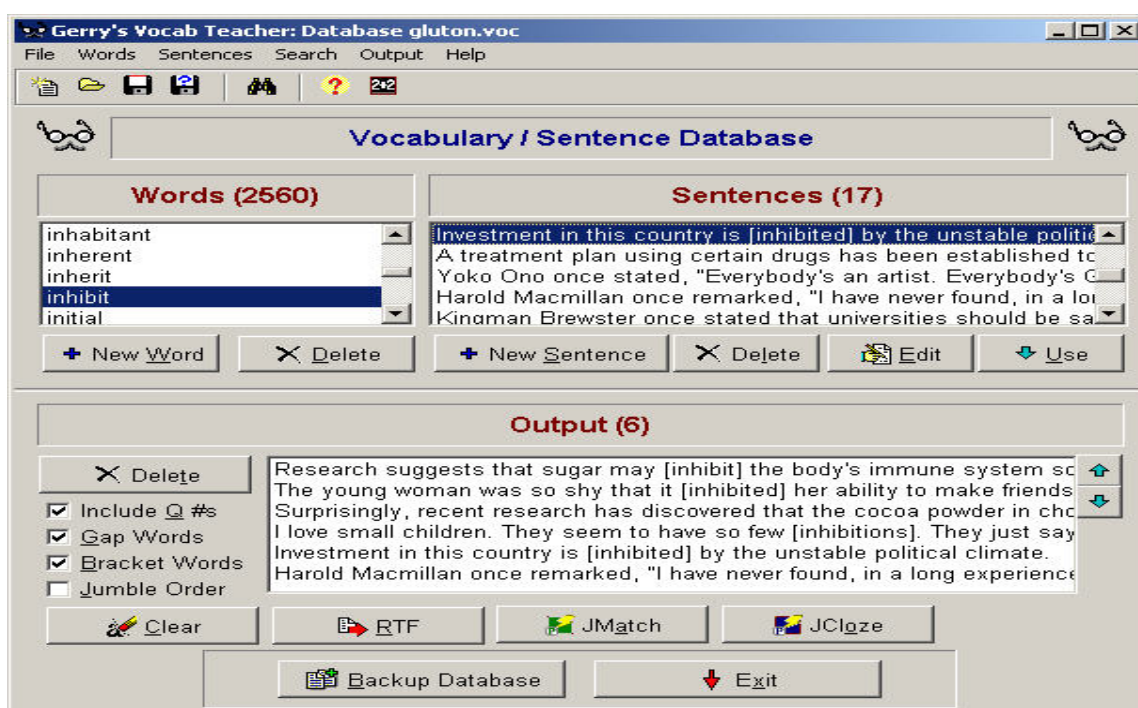 Gerry's Vocab Teacher: Database gluton.voc
File Words Sentences Search Output Help
Vocabulary / Sentence Database
Words (2560)
Sentences (17)
inhabitant
inherent
inherit
inhibit
initial
Investment in this country is [inhibited] by the unstable politic
A treatment plan using certain drugs has been established to
Yoko Ono once stated, "Everybody's an artist. Everybody's G
Harold Macmillan once remarked, "I have never found, in a lon
Kingman Brewster once stated that universities should be sa
New Word
Delete
New Sentence
Delete
Edit
Use
Output (6)
Delete
Include Q #s
Gap Words
Bracket Words
Jumble Order
Research suggests that sugar may [inhibit] the body's immune system so
The young woman was so shy that it [inhibited] her ability to make friends
Surprisingly, recent research has discovered that the cocoa powder in cho
I love small children. They seem to have so few [inhibitions]. They just say
Investment in this country is [inhibited] by the unstable political climate.
Harold Macmillan once remarked, "I have never found, in a long experience
Clear
RTF
JMatch
JCloze
Backup Database
Exit